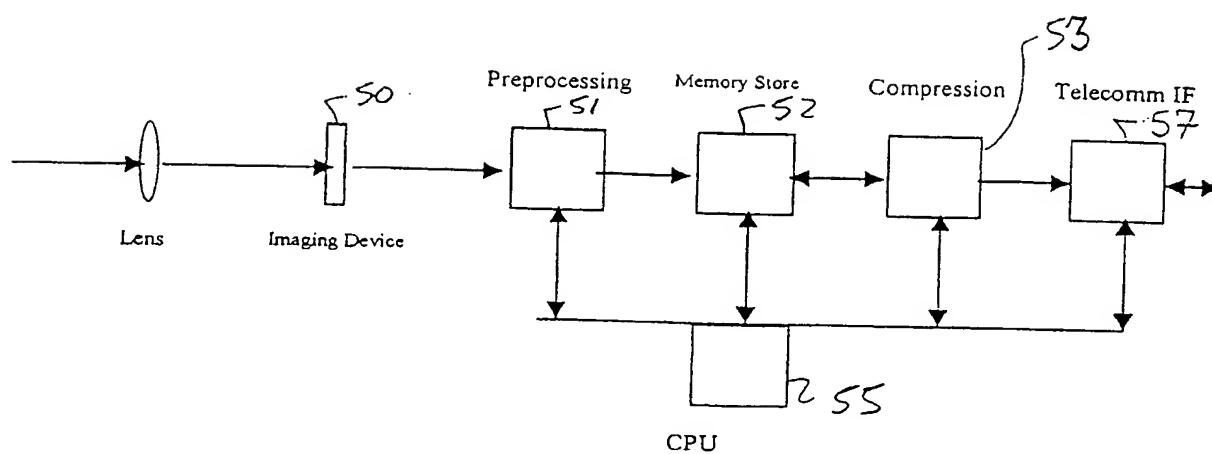 53
Preprocessing
Memory Store
Compression
Telecomm IF
50
51
52
57
Lens
Imaging Device
55
CPU